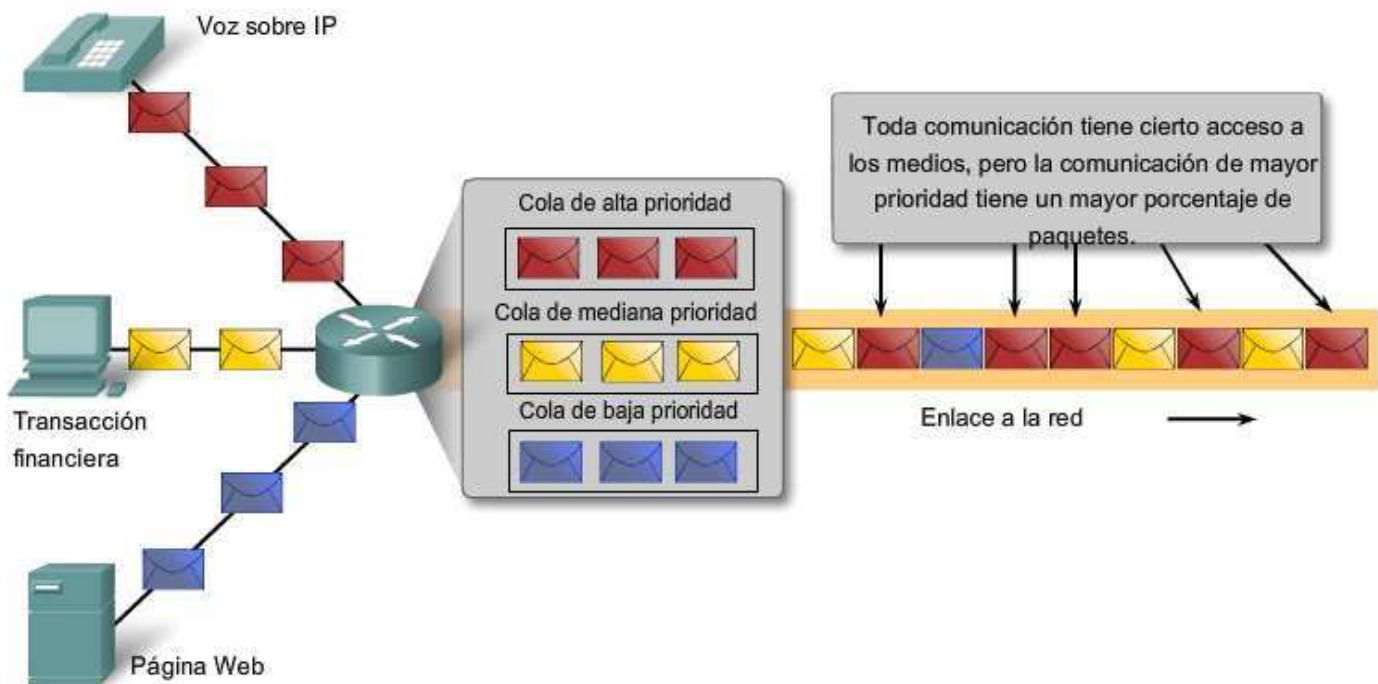 Voz sobre IP
Toda comunicación tiene cierto acceso a
los medios, pero la comunicación de mayor
prioridad tiene un mayor porcentaje de
paquetes.
Cola de alta prioridad
Cola de mediana prioridad
Cola de baja prioridad
Transacción
financiera
Enlace a la red
Página Web